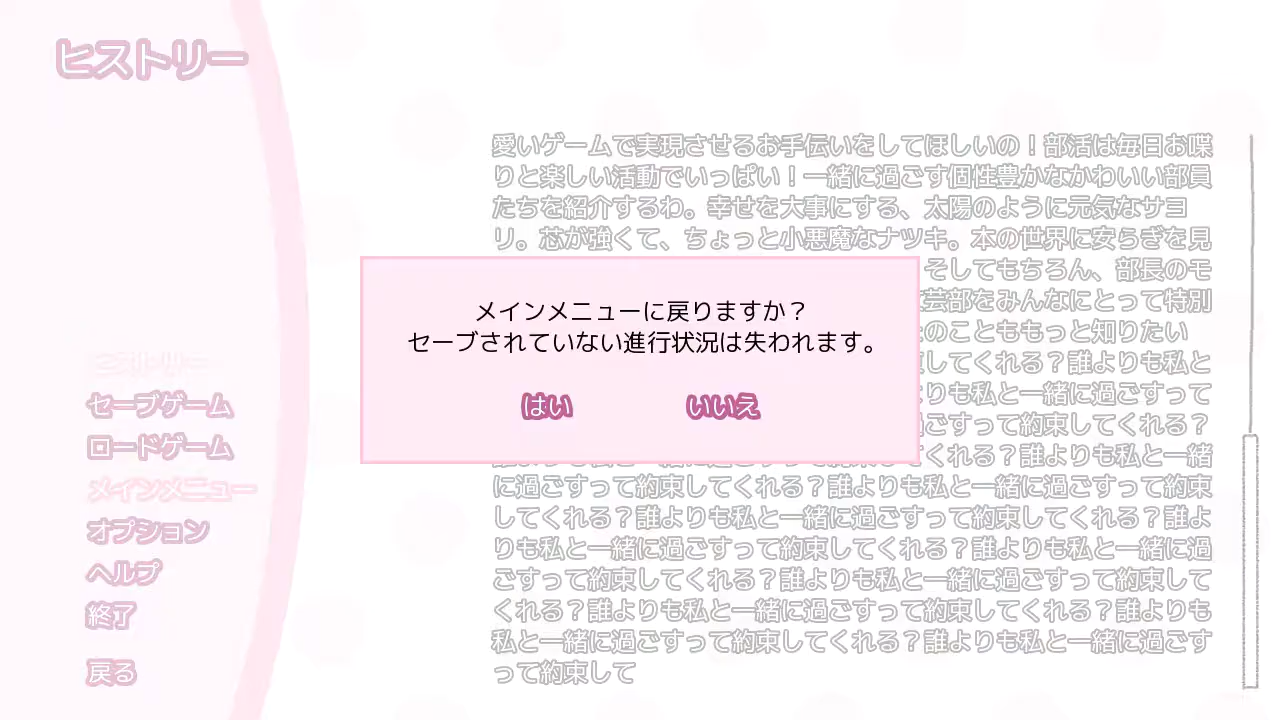 ヒストリー
ヒストリー
セーブゲーム
ロードゲーム
メインメニュー
オプション
ヘルプ
終了
戻る
愛いゲームで実現させるお手伝いをしてほしいの！部活は毎日お喋
りと楽しい活動でいっぱい！一緒に過ごす個性豊かなかわいい部員
たちを紹介するわ。幸せを大事にする、太陽のように元気なサヨ
リ。芯が強くて、ちょっと小悪魔なナツキ。本の世界に安らぎを見
そしてもちろん、部長のモ
芸部をみんなにとって特別
のことももっと知りたい
してくれる？誰よりも私と
りも私と一緒に過ごすって
ごすって約束してくれる？
くれる？誰よりも私と一緒
に過ごすって約束してくれる？誰よりも私と一緒に過ごすって約束
してくれる？誰よりも私と一緒に過ごすって約束してくれる？誰よ
りも私と一緒に過ごすって約束してくれる？誰よりも私と一緒に過
ごすって約束してくれる？誰よりも私と一緒に過ごすって約束して
くれる？誰よりも私と一緒に過ごすって約束してくれる？誰よりも
私と一緒に過ごすって約束してくれる？誰よりも私と一緒に過ごす
って約束して
メインメニューに戻りますか？
セーブされていない進行状況は失われます。
はい
いいえ